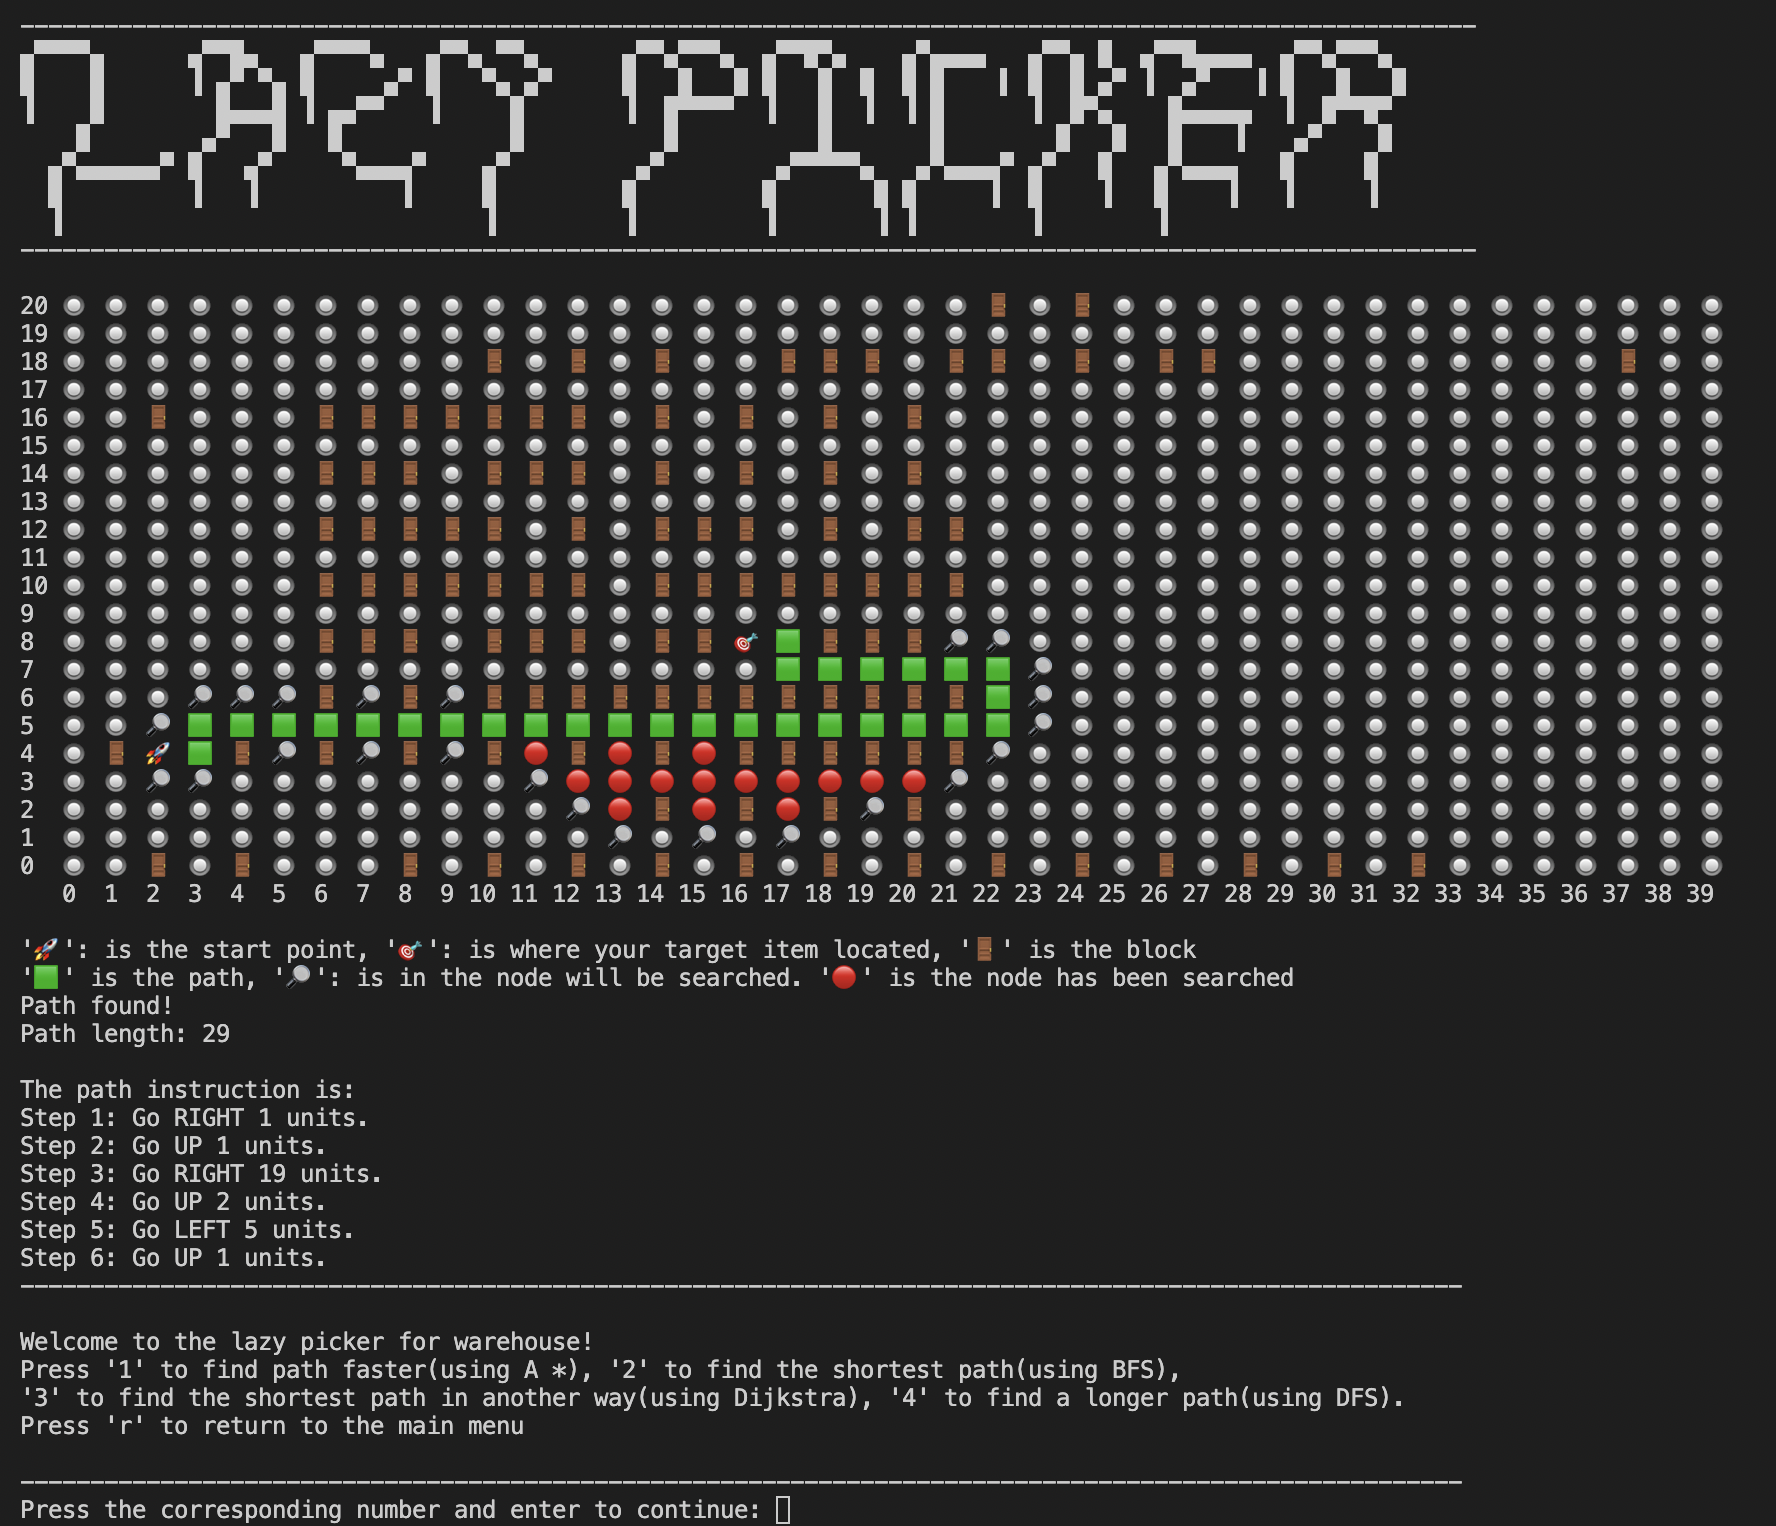 LAZY PICKER
20
19
18
17
16
15
14
13
12
11
10
9
8
7
6
5
4
3
2
1
0
0 1 2 3 4 5 6 7 8 9 10 11 12 13 14 15 16 17 18 19 20 21 22 23 24 25 26 27 28 29 30 31 32 33 34 35 36 37 38 39
'🚀': is the start point, '🎯': is where your target item located, '🚪' is the block
'🟩' is the path, '🔎': is in the node will be searched. '🔴' is the node has been searched
Path found!
Path length: 29
The path instruction is:
Step 1: Go RIGHT 1 units.
Step 2: Go UP 1 units.
Step 3: Go RIGHT 19 units.
Step 4: Go UP 2 units.
Step 5: Go LEFT 5 units.
Step 6: Go UP 1 units.
Welcome to the lazy picker for warehouse!
Press '1' to find path faster(using A *), '2' to find the shortest path(using BFS),
'3' to find the shortest path in another way(using Dijkstra), '4' to find a longer path(using DFS).
Press 'r' to return to the main menu
Press the corresponding number and enter to continue: